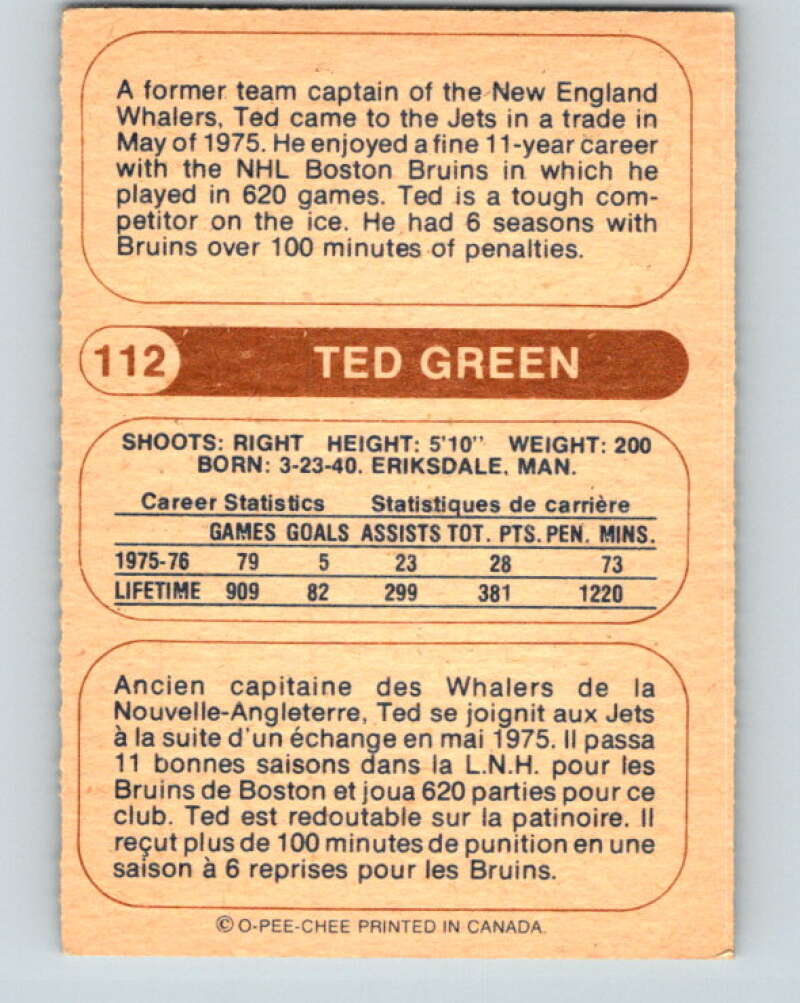 A former team captain of the New England
Whalers, Ted came to the Jets in a trade in
May of 1975. He enjoyed a fine 11-year career
with the NHL Boston Bruins in which he
played in 620 games. Ted is a tough com-
petitor on the ice. He had 6 seasons with
Bruins over 100 minutes of penalties.
112 TED GREEN
SHOOTS: RIGHT HEIGHT: 5'10" WEIGHT: 200
BORN: 3-23-40. ERIKSDALE, MAN.
Career Statistics Statistiques de carrière
GAMES GOALS ASSISTS TOT. PTS. PEN. MINS.
1975-76 79 5 23 28 73
LIFETIME 909 82 299 381 1220
Ancien capitaine des Whalers de la
Nouvelle-Angleterre, Ted se joignit aux Jets
à la suite d'un échange en mai 1975. Il passa
11 bonnes saisons dans la L.N.H. pour les
Bruins de Boston et joua 620 parties pour ce
club. Ted est redoutable sur la patinoire. Il
reçut plus de 100 minutes de punition en une
saison à 6 reprises pour les Bruins.
© O-PEE-CHEE PRINTED IN CANADA.